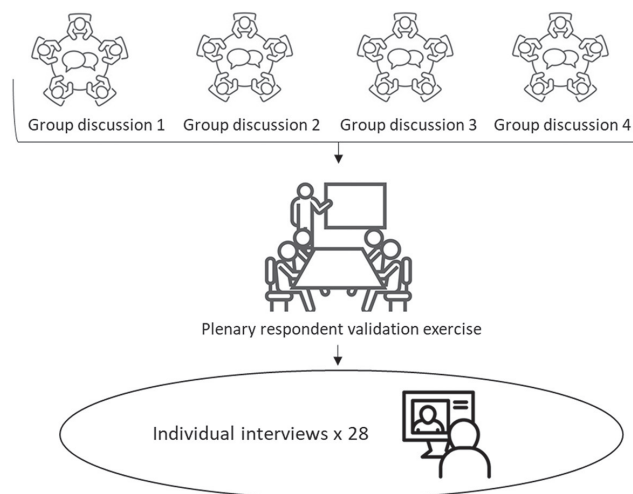 Group discussion 1 Group discussion 2 Group discussion 3 Group discussion 4
Plenary respondent validation exercise
Individual interviews x 28